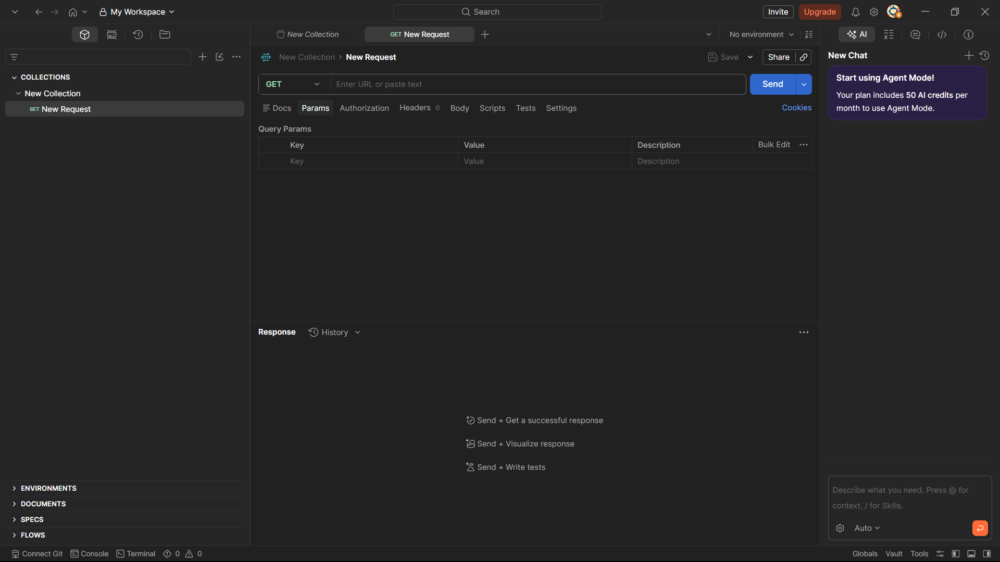 My Workspace
Search
Invite
Upgrade
New Collection
GET New Request
No environment
AI
HTTP New Collection > New Request
Save
Share
New Chat
COLLECTIONS
New Collection
GET New Request
GET
Enter URL or paste text
Send
Start using Agent Mode!
Your plan includes 50 AI credits per
month to use Agent Mode.
Docs
Params
Authorization
Headers 6
Body
Scripts
Tests
Settings
Cookies
Query Params
Key
Value
Description
Bulk Edit
Key
Value
Description
Response
History
Send + Get a successful response
Send + Visualize response
Send + Write tests
ENVIRONMENTS
DOCUMENTS
SPECS
FLOWS
Describe what you need. Press @ for
context, / for Skills.
Auto
Connect Git
Console
Terminal
0
0
Globals
Vault
Tools